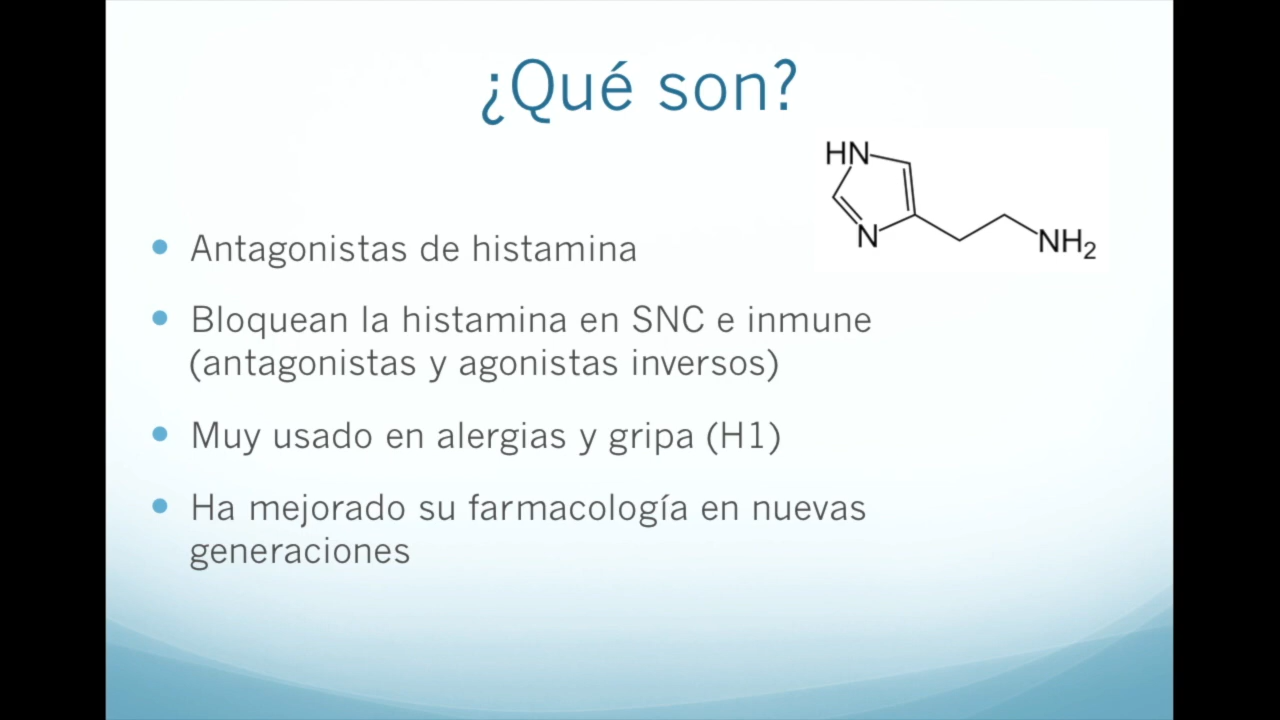 ¿Qué son?
HN
N
NH2
Antagonistas de histamina
Bloquean la histamina en SNC e inmune
(antagonistas y agonistas inversos)
Muy usado en alergias y gripa (H1)
Ha mejorado su farmacología en nuevas
generaciones